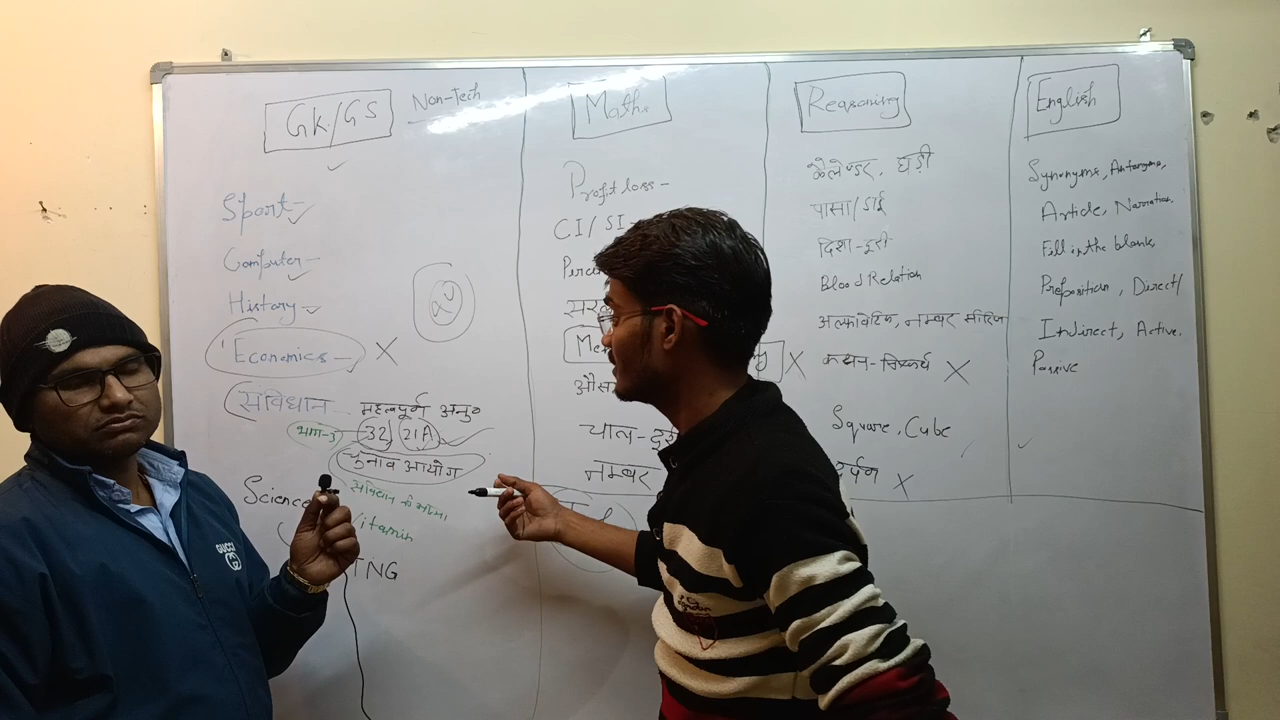 GK/GS Non-Tech
Sport
Computer
History
Economics X
संविधान महत्वपूर्ण अनु०
भाग-3 32 21A
चुनाव आयोग
संविधान की
Science
Vitamin
TNG
Maths
Profit loss
CI/SI
औस
चाल-दू
नम्बर
X
Reasoning
कैलेण्डर, घड़ी
पासा/डाई
दिशा-दूरी
Blood Relation
अल्फाबेटिक, नम्बर सीरिज
कथन-निष्कर्ष X
Square, Cube
X
English
Synonyms, Antonyms,
Article, Narration
Fill in the blanks
Preposition, Direct/
Indirect, Active.
Passive
GUCCI